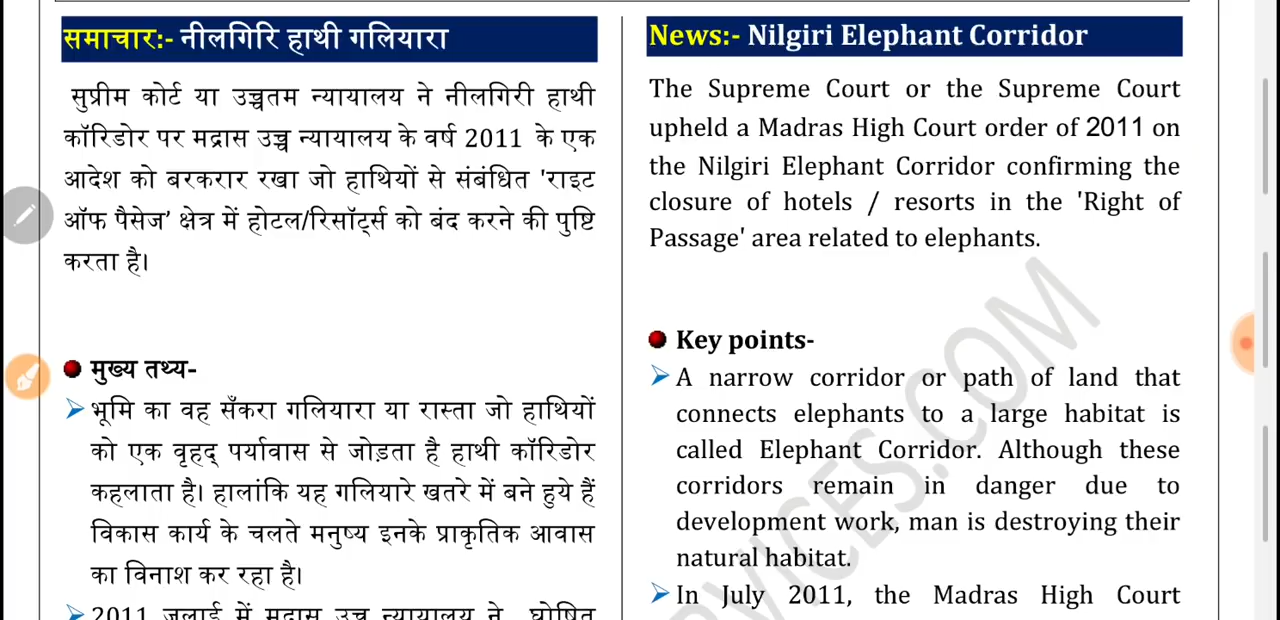 समाचार:- नीलगिरि हाथी गलियारा
सुप्रीम कोर्ट या उच्चतम न्यायालय ने नीलगिरी हाथी
कॉरिडोर पर मद्रास उच्च न्यायालय के वर्ष 2011 के एक
आदेश को बरकरार रखा जो हाथियों से संबंधित 'राइट
ऑफ पैसेज’ क्षेत्र में होटल/रिसॉर्ट्स को बंद करने की पुष्टि
करता है।
मुख्य तथ्य-
भूमि का वह सँकरा गलियारा या रास्ता जो हाथियों
को एक वृहद् पर्यावास से जोड़ता है हाथी कॉरिडोर
कहलाता है। हालांकि यह गलियारे खतरे में बने हुये हैं
विकास कार्य के चलते मनुष्य इनके प्राकृतिक आवास
का विनाश कर रहा है।
2011 जुलाई में मद्रास उच्च न्यायालय ने घोषित
News:- Nilgiri Elephant Corridor
The Supreme Court or the Supreme Court
upheld a Madras High Court order of 2011 on
the Nilgiri Elephant Corridor confirming the
closure of hotels / resorts in the 'Right of
Passage' area related to elephants.
Key points-
A narrow corridor or path of land that
connects elephants to a large habitat is
called Elephant Corridor. Although these
corridors remain in danger due to
development work, man is destroying their
natural habitat.
In July 2011, the Madras High Court
RVICES.COM